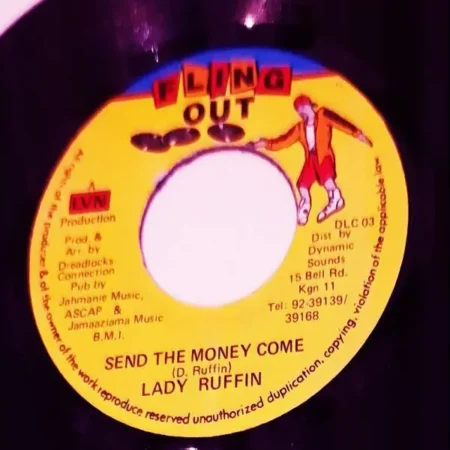 FLING
OUT
LVN
Production
Prod. &
Arr. by
Dreadlocks
Connection
Pub by
Jahmanie Music,
ASCAP &
Jamaaziama Music
B.M.I.
DLC 03
Dist by
Dynamic
Sounds
15 Bell Rd.
Kgn 11
Tel: 92-39139/
39168
SEND THE MONEY COME
(D. Ruffin)
LADY RUFFIN
All rights of the producer & of the owner of the work reproduce reserved unauthorized duplication, copying, violation of the applicable law